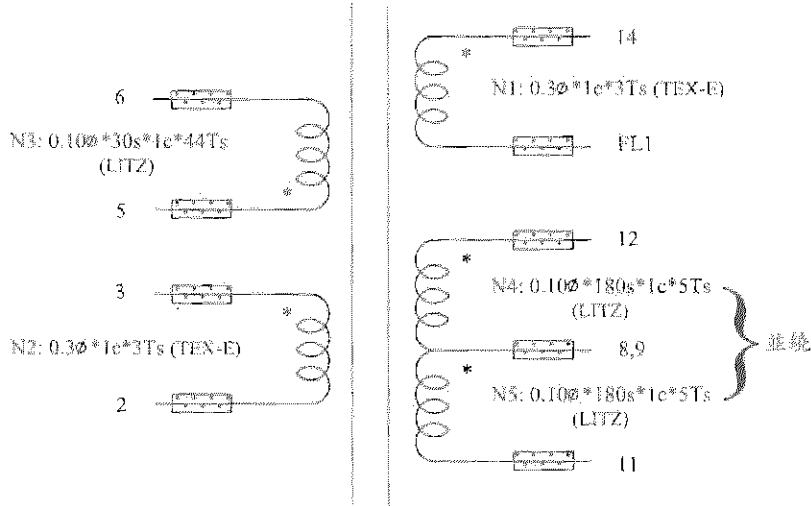 6
N3: 0.10ø*30s*1c*44Ts
(LITZ)
*
5
3
*
N2: 0.3ø*1c*3Ts (TEX-E)
2
14
*
N1: 0.3ø*1c*3Ts (TEX-E)
FL1
12
*
N4: 0.10ø*180s*1c*5Ts
(LITZ)
8,9
*
N5: 0.10ø*180s*1c*5Ts
(LITZ)
11
並绕